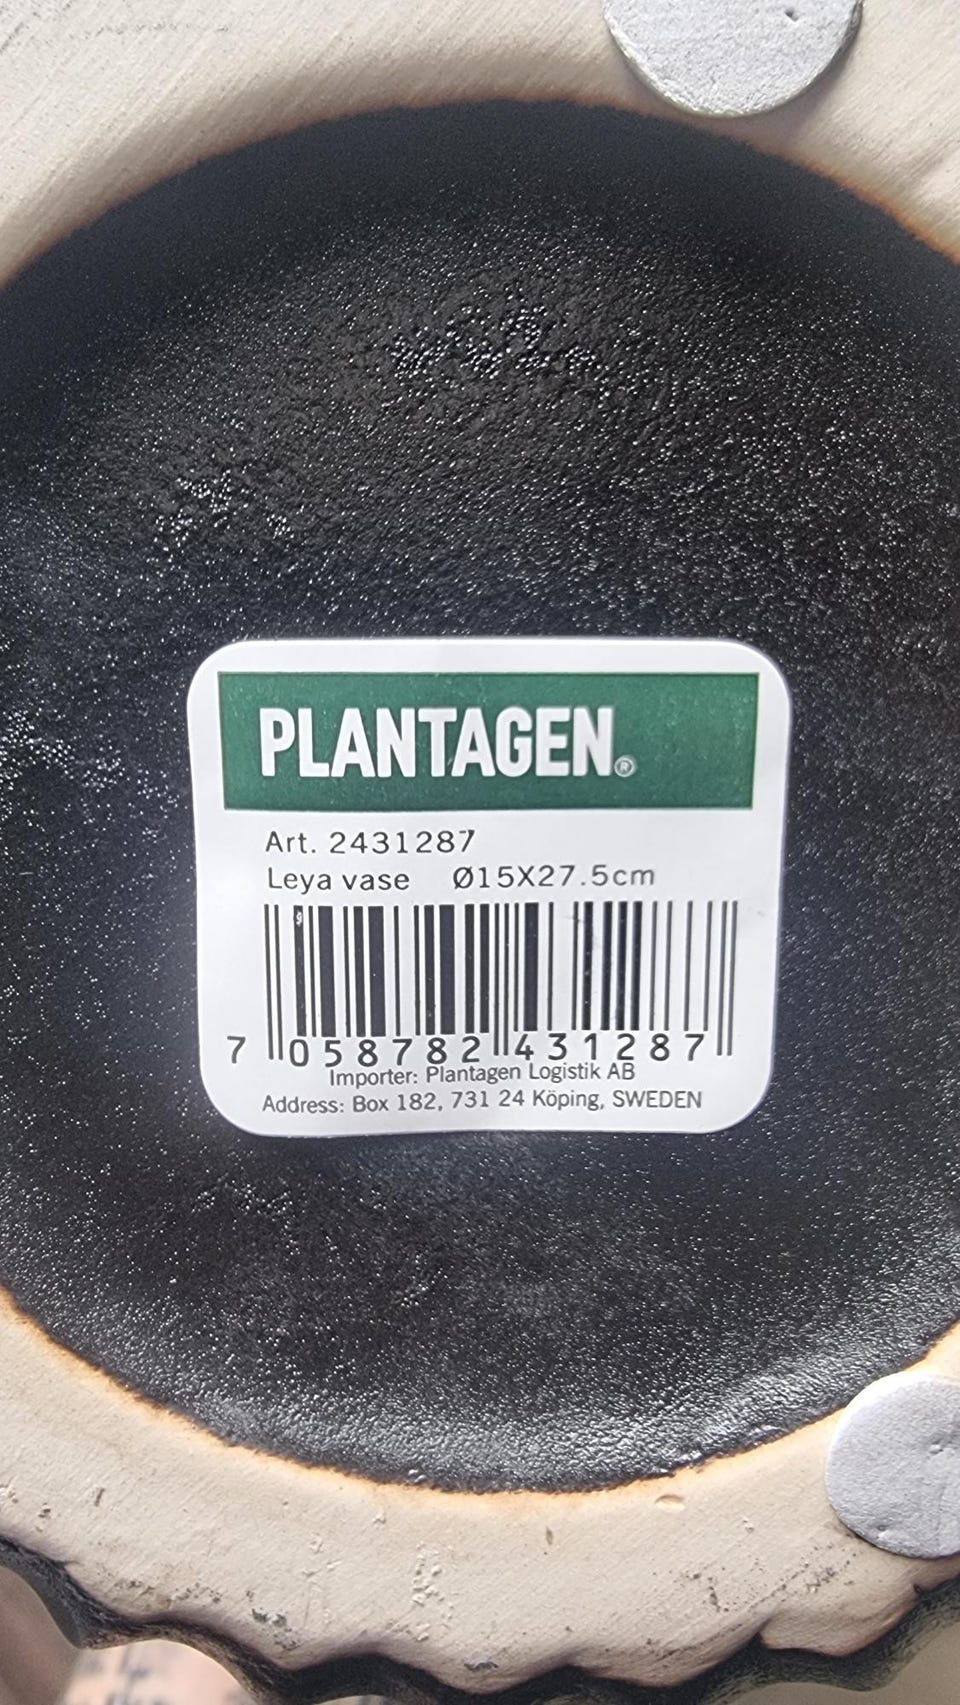 PLANTAGEN®
Art. 2431287
Leya vase Ø15X27.5cm
7 058782 431287
Importer: Plantagen Logistik AB
Address: Box 182, 731 24 Köping, SWEDEN